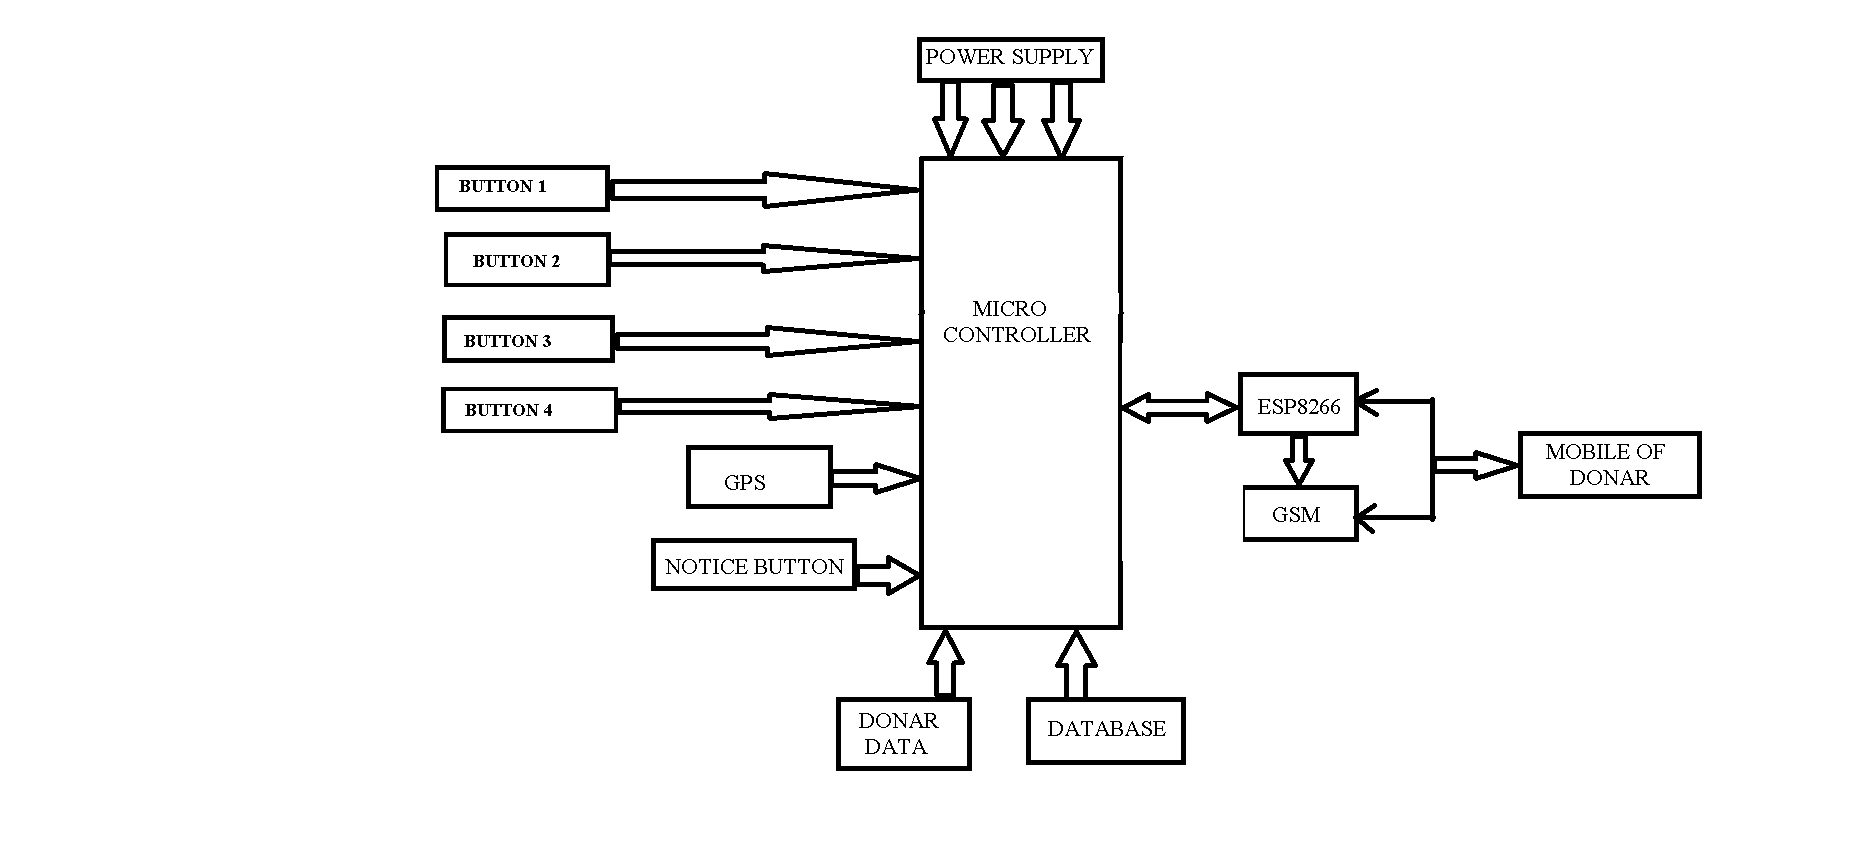 POWER SUPPLY
BUTTON 1
BUTTON 2
BUTTON 3
BUTTON 4
GPS
NOTICE BUTTON
MICRO
CONTROLLER
ESP8266
GSM
MOBILE OF
DONAR
DONAR
DATA
DATABASE